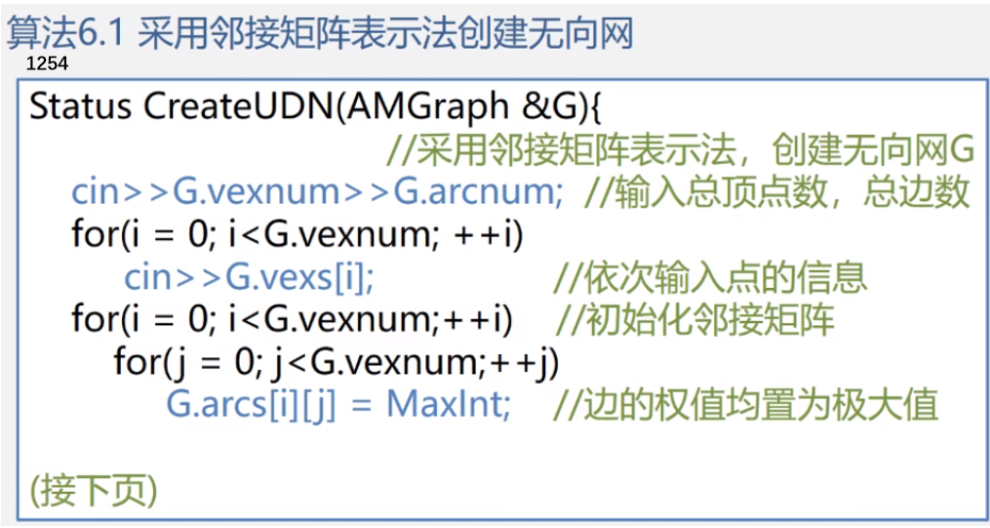 算法6.1 采用邻接矩阵表示法创建无向网
1254
Status CreateUDN(AMGraph &G){
//采用邻接矩阵表示法，创建无向网G
cin>>G.vexnum>>G.arcnum; //输入总顶点数，总边数
for(i = 0; i<G.vexnum; ++i)
cin>>G.vexs[i]; //依次输入点的信息
for(i = 0; i<G.vexnum;++i) //初始化邻接矩阵
for(j = 0; j<G.vexnum;++j)
G.arcs[i][j] = MaxInt; //边的权值均置为极大值
(接下页)